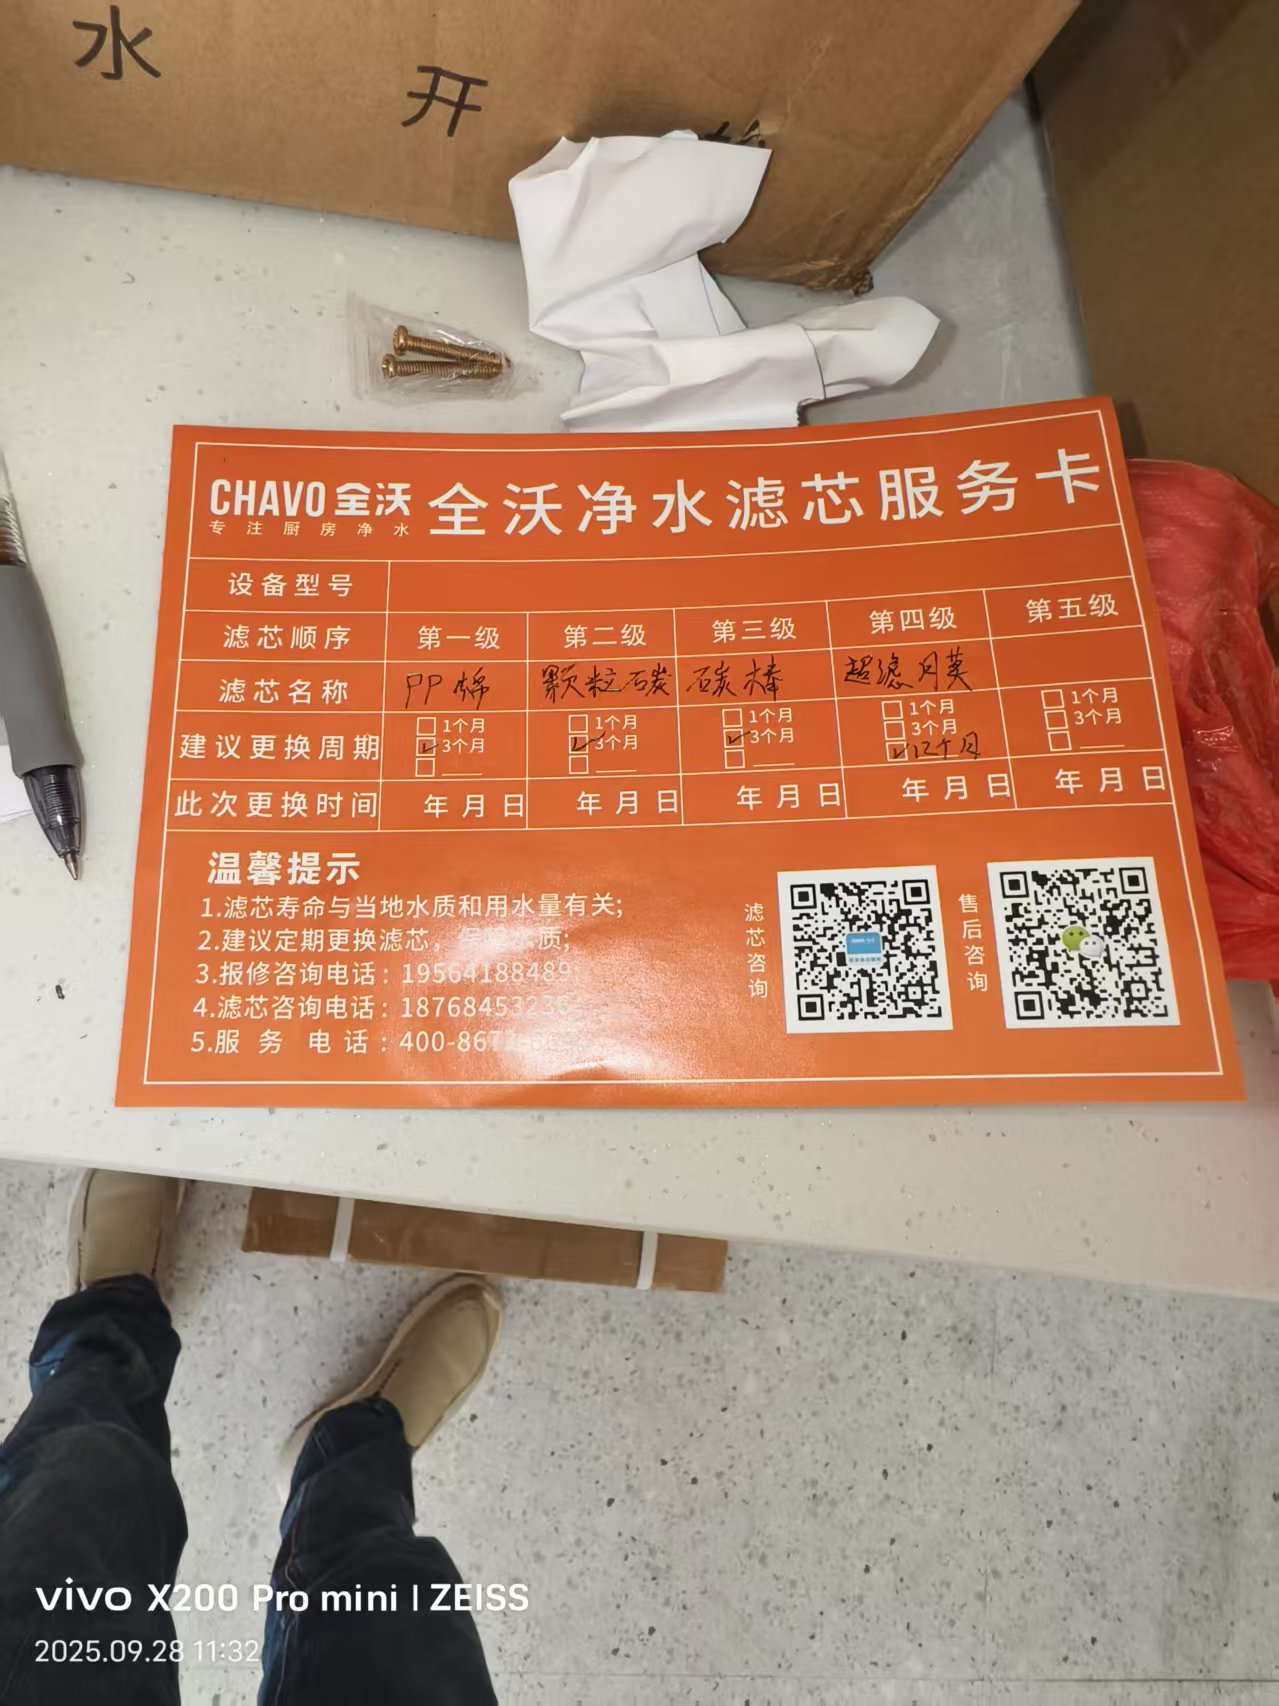 水
开
CHAVO 全沃
专注厨房净水
全沃净水滤芯服务卡
设备型号
滤芯顺序 第一级 第二级 第三级 第四级 第五级
滤芯名称 PP棉 颗粒碳 碳棒 超滤月莫
建议更换周期
1个月 1个月 1个月 1个月 1个月
3个月 3个月 3个月 3个月 3个月
12个月
此次更换时间 年月日 年月日 年月日 年月日 年月日
温馨提示
1.滤芯寿命与当地水质和用水量有关;
2.建议定期更换滤芯, 质;
3.报修咨询电话: 19564188489;
4.滤芯咨询电话: 18768453
5.服务电话: 400-867
滤芯咨询
售后咨询
vivo X200 Pro mini | ZEISS
2025.09.28 11:32